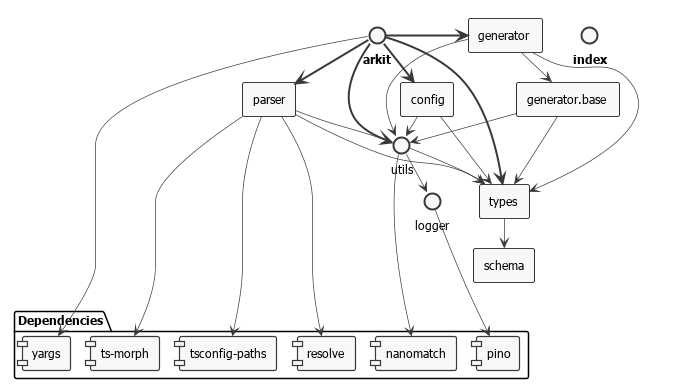 generator
arkit
index
parser
config
generator.base
utils
types
logger
schema
Dependencies
yargs
ts-morph
tsconfig-paths
resolve
nanomatch
pino